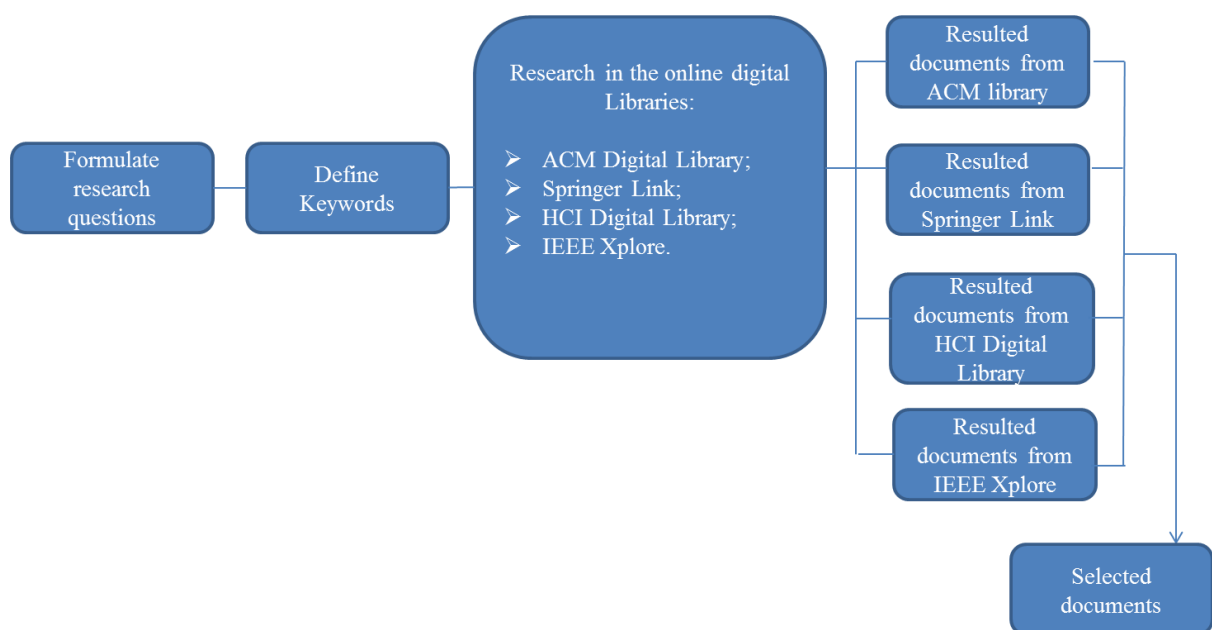 Formulate
research
questions
Define
Keywords
Research in the online digital
Libraries:
➢ ACM Digital Library;
➢ Springer Link;
➢ HCI Digital Library;
➢ IEEE Xplore.
Resulted
documents from
ACM library
Resulted
documents from
Springer Link
Resulted
documents from
HCI Digital
Library
Resulted
documents from
IEEE Xplore
Selected
documents